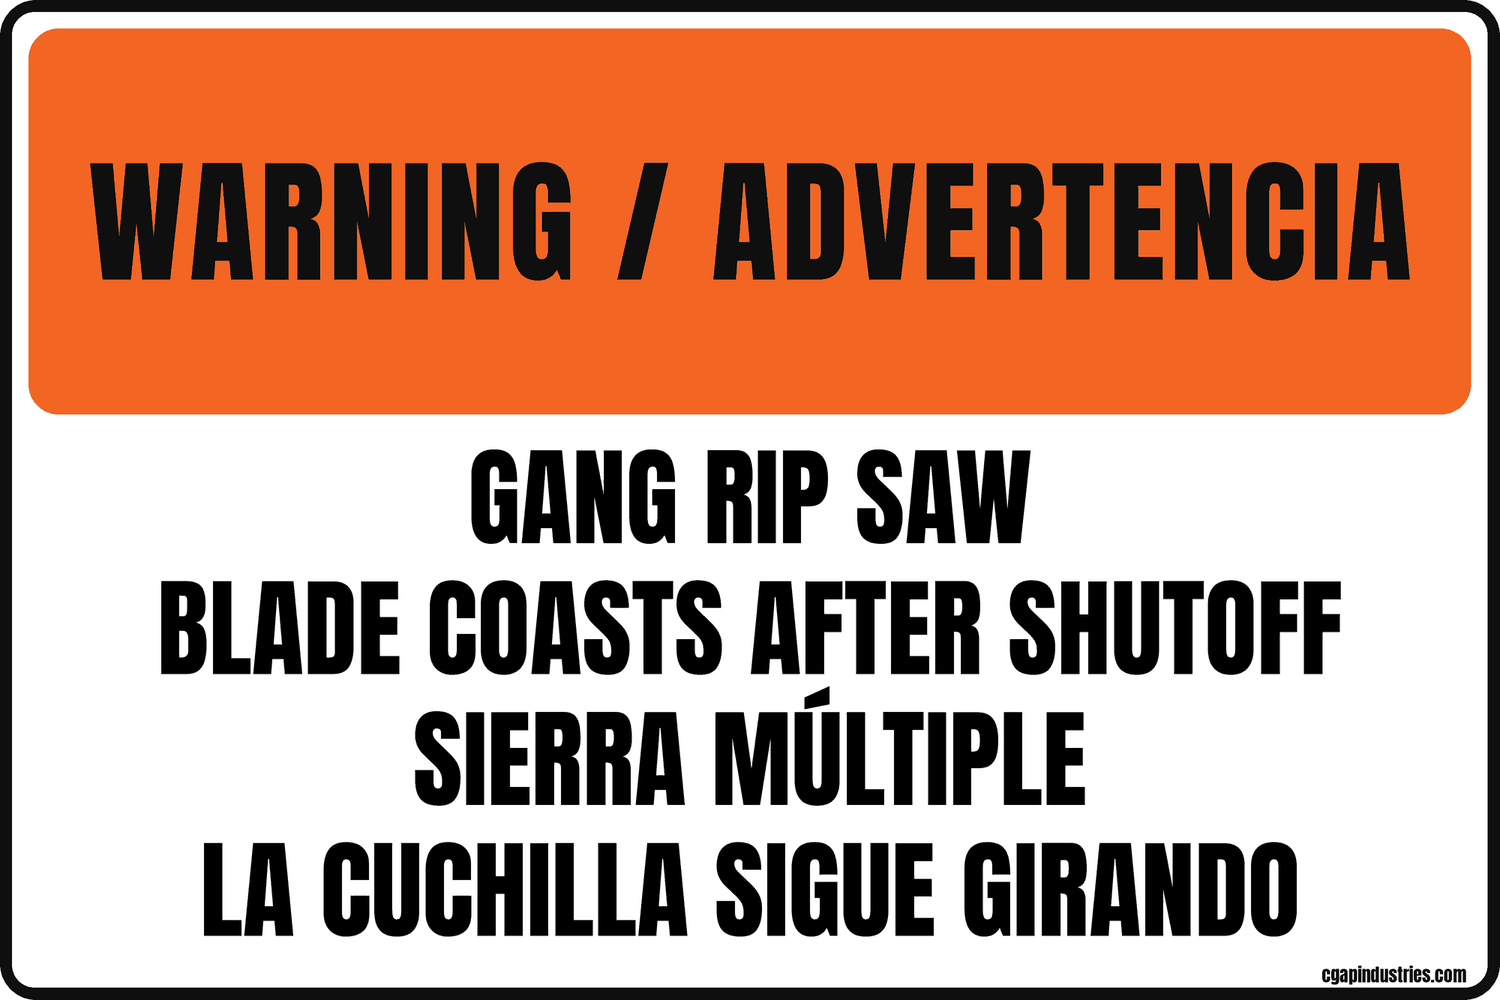 WARNING / ADVERTENCIA
GANG RIP SAW
BLADE COASTS AFTER SHUTOFF
SIERRA MÚLTIPLE
LA CUCHILLA SIGUE GIRANDO
cgapindustries.com